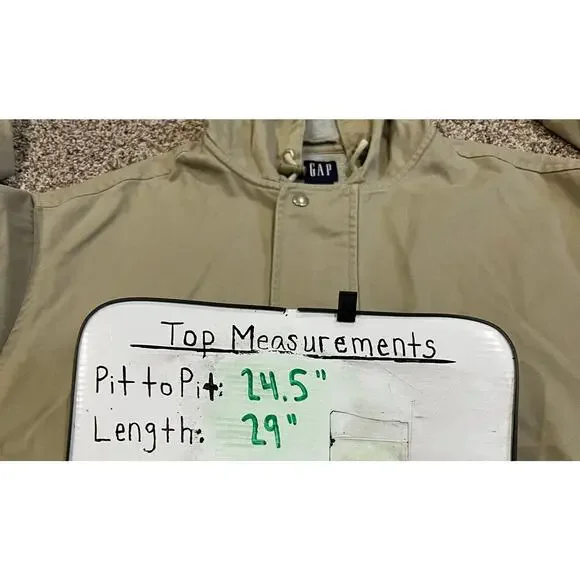 GAP
Top Measurements
Pit to Pit: 24.5"
Length: 29"